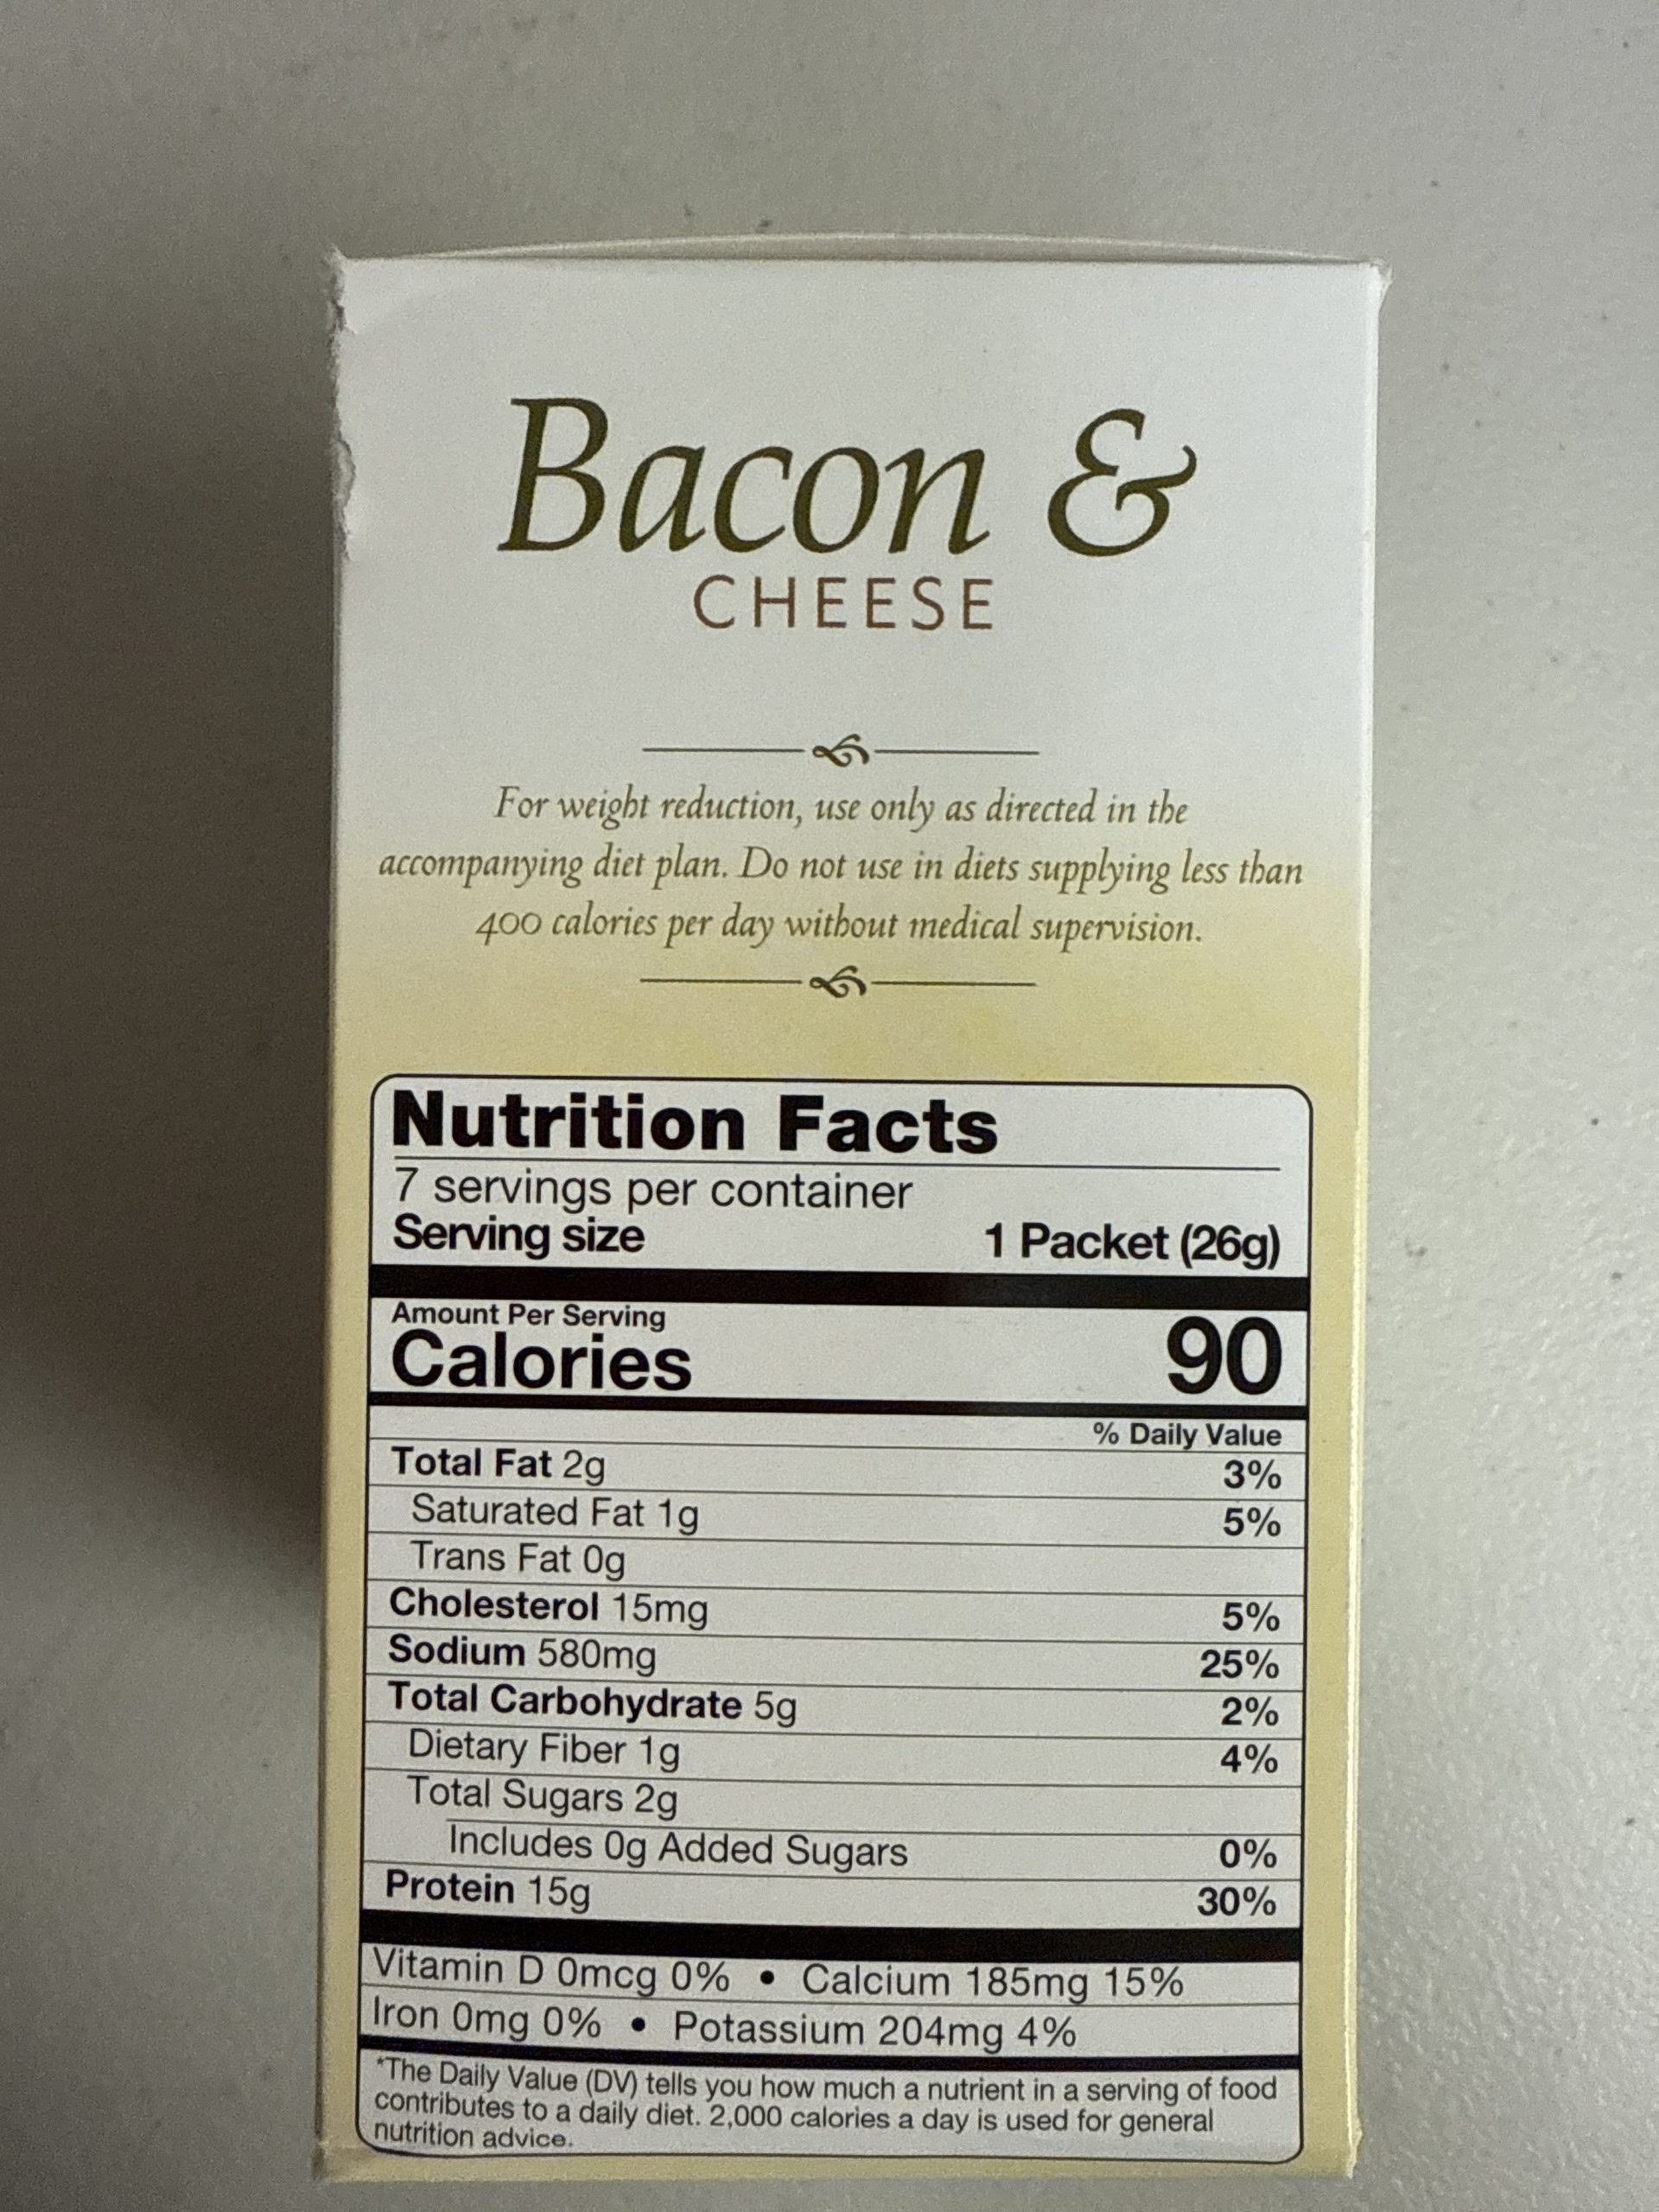 Bacon &
CHEESE
For weight reduction, use only as directed in the
accompanying diet plan. Do not use in diets supplying less than
400 calories per day without medical supervision.
Nutrition Facts
7 servings per container
Serving size 1 Packet (26g)
Amount Per Serving
Calories 90
% Daily Value
Total Fat 2g 3%
Saturated Fat 1g 5%
Trans Fat 0g
Cholesterol 15mg 5%
Sodium 580mg 25%
Total Carbohydrate 5g 2%
Dietary Fiber 1g 4%
Total Sugars 2g
Includes 0g Added Sugars 0%
Protein 15g 30%
Vitamin D 0mcg 0% • Calcium 185mg 15%
Iron 0mg 0% • Potassium 204mg 4%
*The Daily Value (DV) tells you how much a nutrient in a serving of food
contributes to a daily diet. 2,000 calories a day is used for general
nutrition advice.